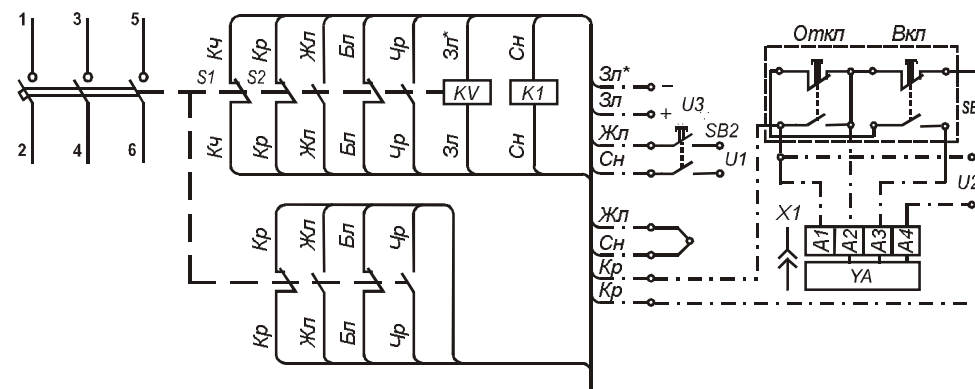 1 3 5
2 4 6
Кч Кр Жл Бл Чр Зл* Сн
S1 S2
KV K1
Кч Кр Жл Бл Чр Зл Сн
Кр Жл Бл Чр
Кр Жл Бл Чр
Зл* −
Зл + U3
Жл SB2
Сн U1
Жл
Сн
Кр
Кр
Откл Вкл
SB
U2
X1
A1 A2 A3 A4
YA